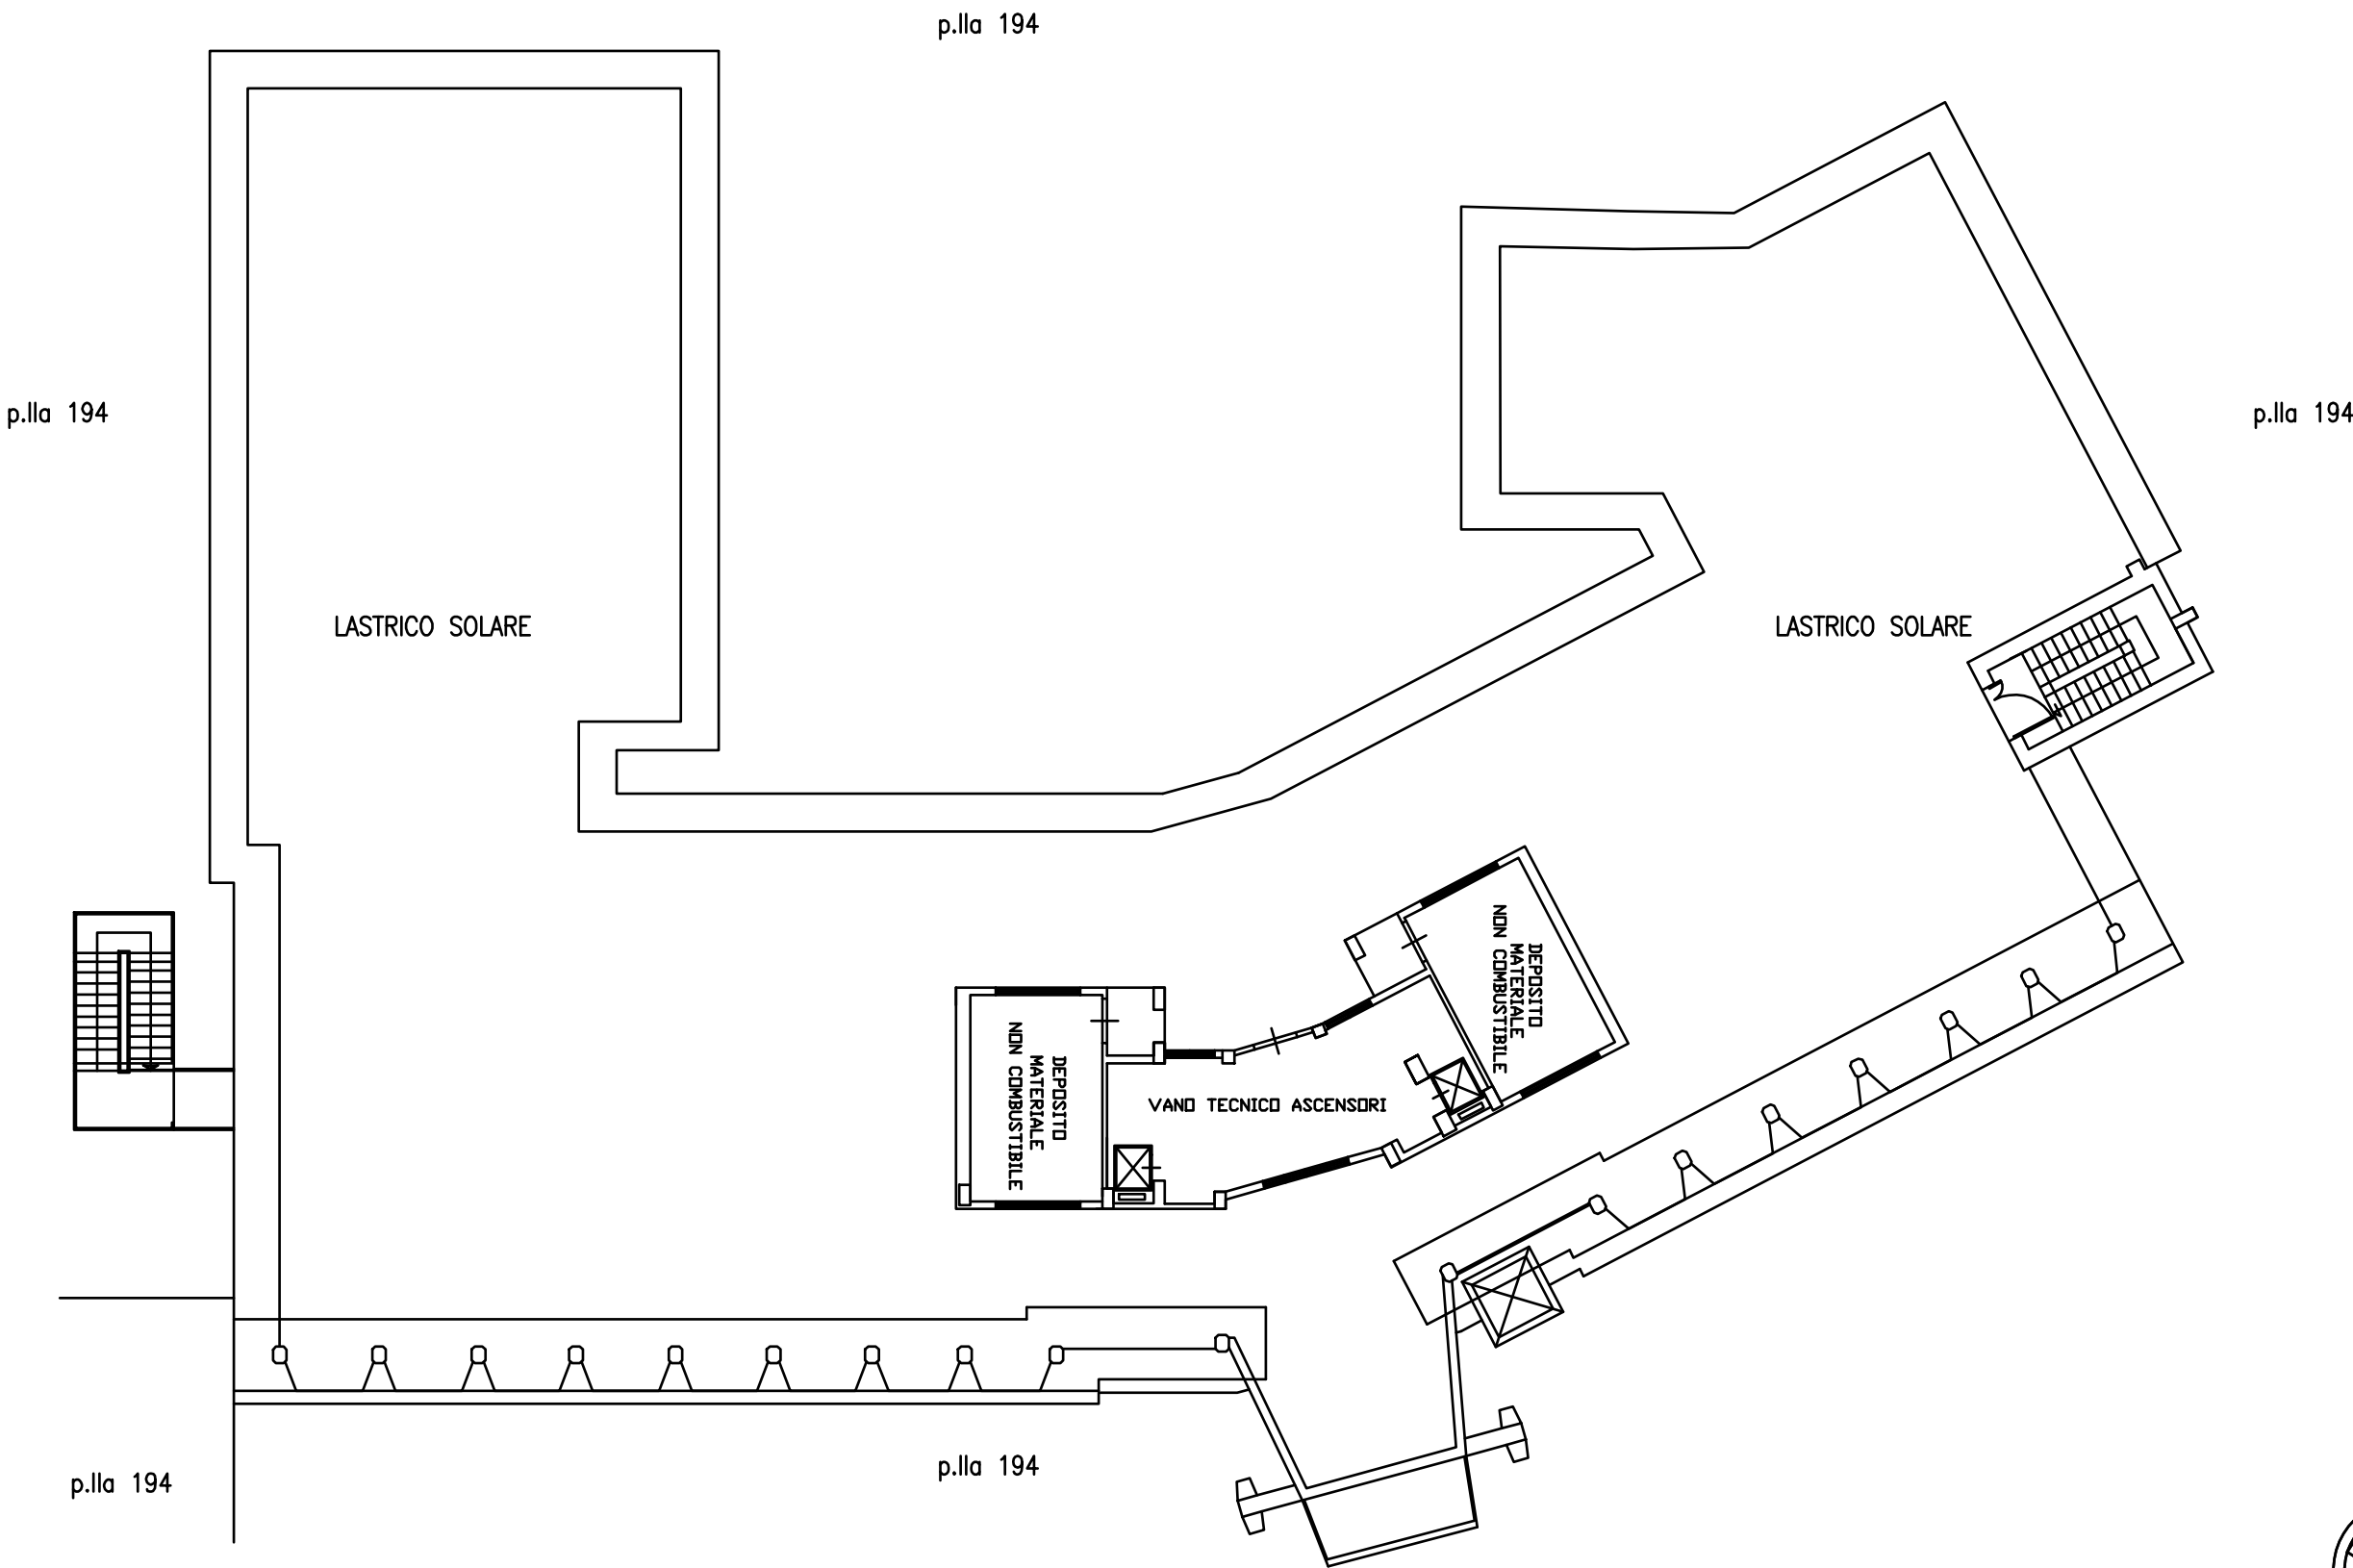 p.lla 194
p.lla 194
p.lla 194
LASTRICO SOLARE
LASTRICO SOLARE
DEPOSITO
MATERIALE
NON COMBUSTIBILE
DEPOSITO
MATERIALE
NON COMBUSTIBILE
VANO TECNICO ASCENSORI
p.lla 194
p.lla 194